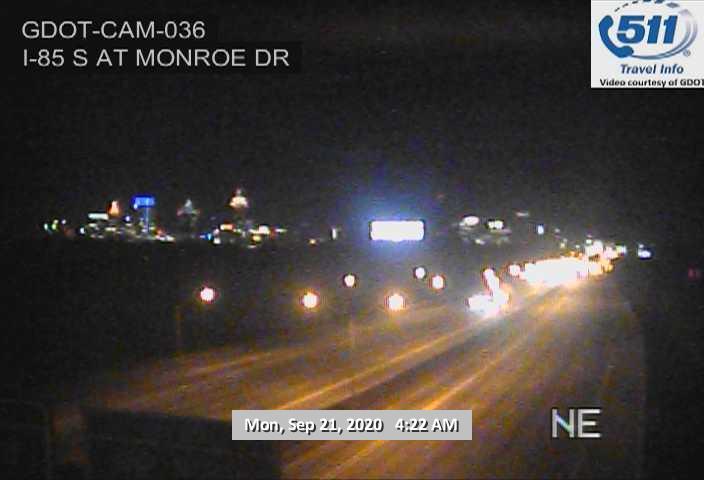 GDOT-CAM-036
I-85 S AT MONROE DR
511
Travel Info
Video courtesy of GDOT
Mon, Sep 21, 2020 4:22 AM
NE